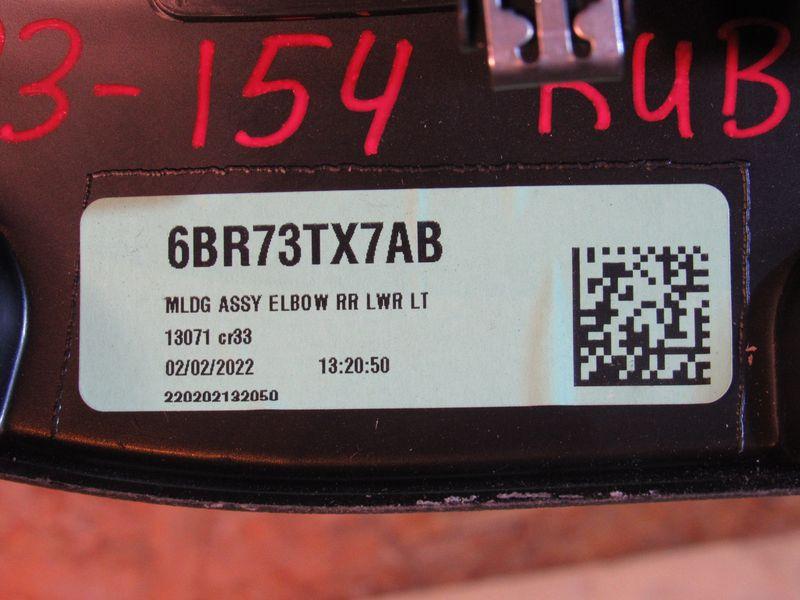 3-154 RUB
6BR73TX7AB
MLDG ASSY ELBOW RR LWR LT
13071 cr33
02/02/2022 13:20:50
220202132050